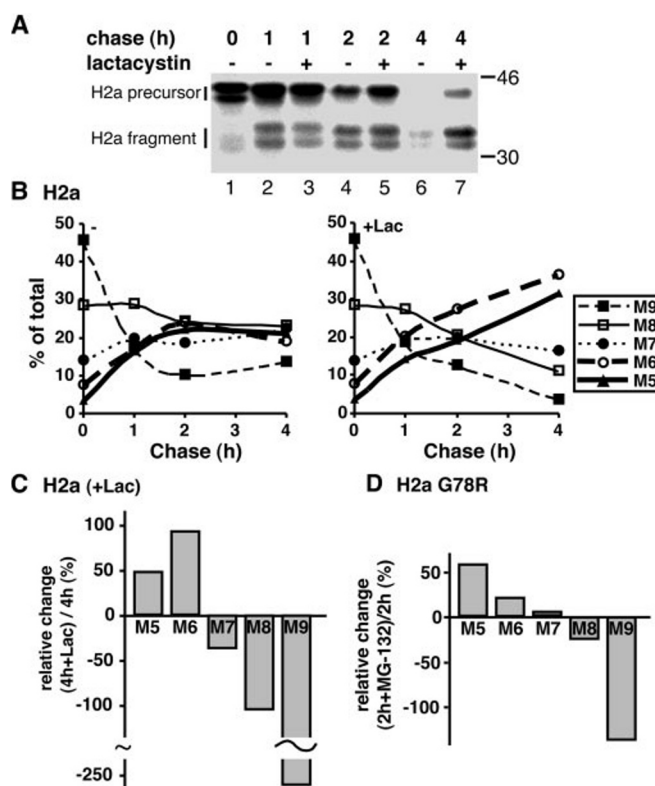 A
chase (h) 0 1 1 2 2 4 4
lactacystin - - + - + - +
46
H2a precursor
H2a fragment
30
1 2 3 4 5 6 7
B H2a
50 - 50 +Lac
40 40
30 30
20 20
10 10
0 0
% of total
0 1 2 3 4 0 1 2 3 4
Chase (h) Chase (h)
M9
M8
M7
M6
M5
C H2a (+Lac)
relative change
(4h+Lac) / 4h (%)
100
50
0
-50
-100
~ ~
-250
M5 M6 M7 M8 M9
D H2a G78R
relative change
(2h+MG-132)/2h (%)
50
0
-50
-100
M5 M6 M7 M8 M9